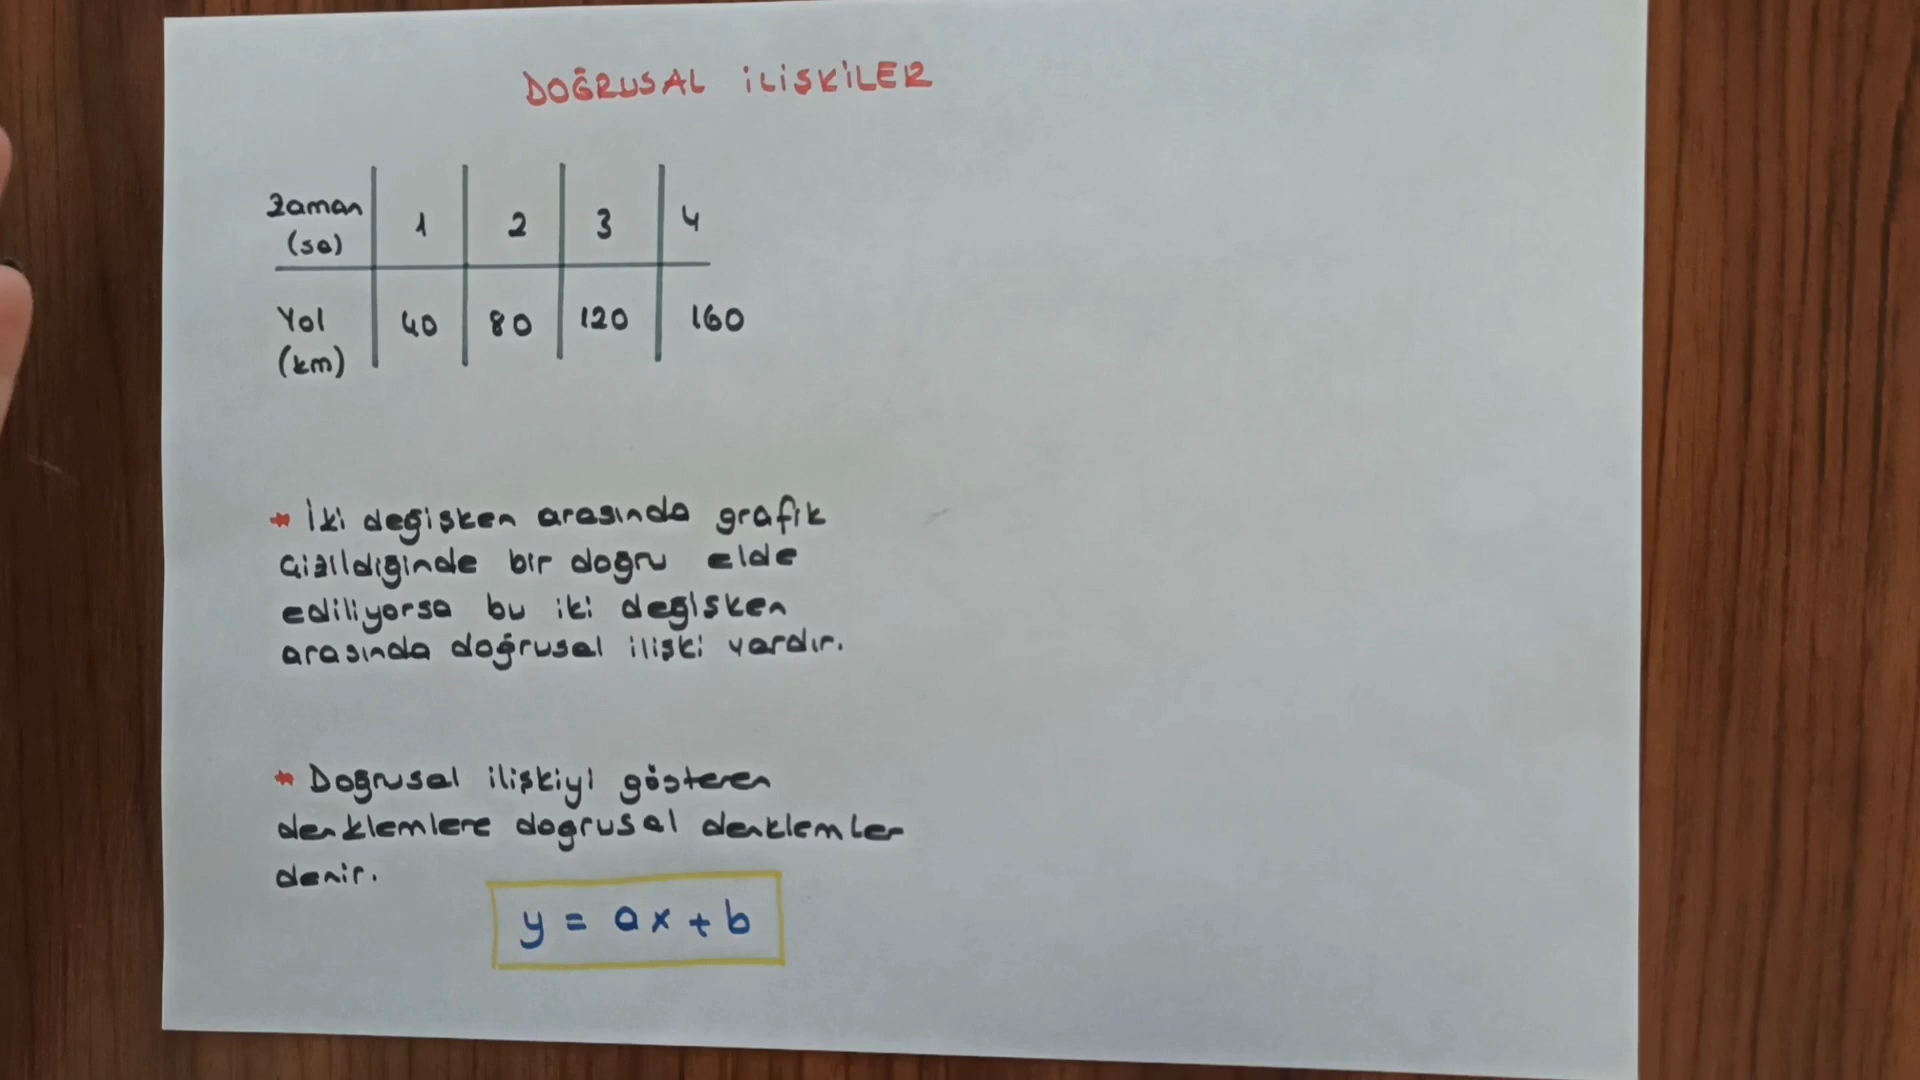 DOĞRUSAL İLİŞKİLER
Zaman (sa) 1 2 3 4
Yol (km) 40 80 120 160
* İki değişken arasında grafik
çizildiğinde bir doğru elde
ediliyorsa bu iki değişken
arasında doğrusal ilişki vardır.
* Doğrusal ilişkiyi gösteren
denklemlere doğrusal denklemler
denir.
y = ax + b